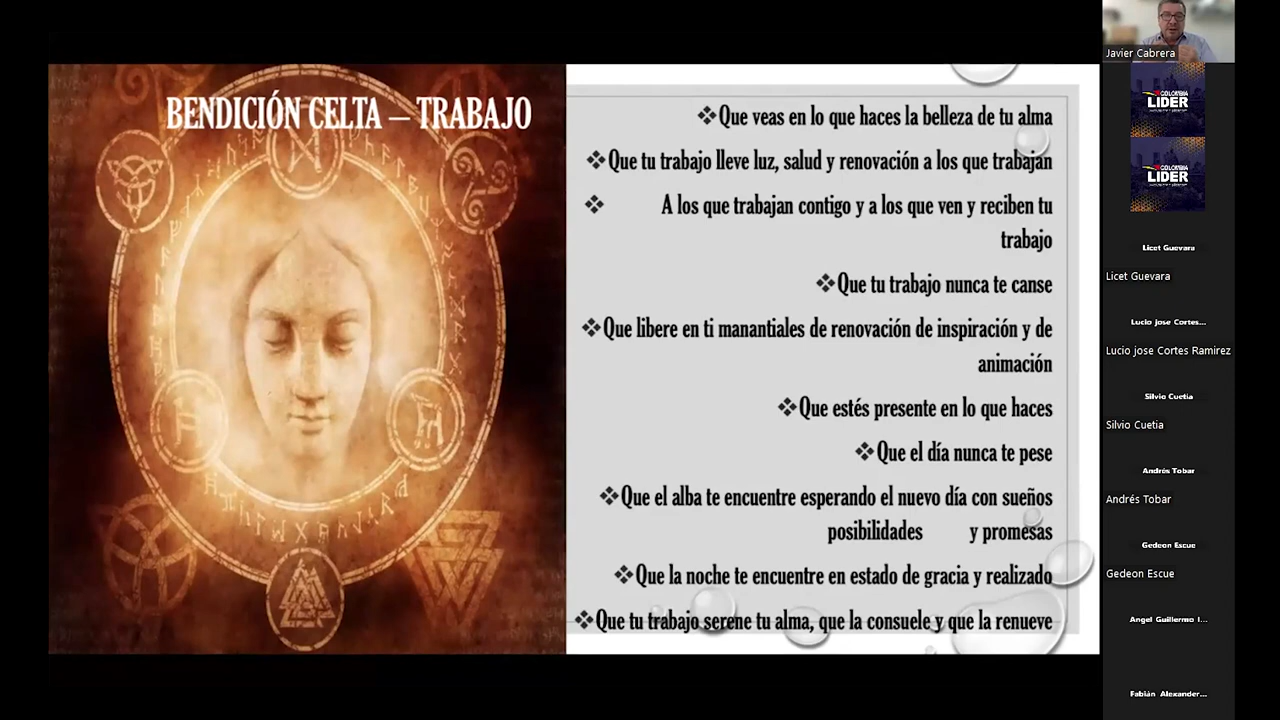 BENDICIÓN CELTA – TRABAJO
❖Que veas en lo que haces la belleza de tu alma
❖Que tu trabajo lleve luz, salud y renovación a los que trabajan
❖ A los que trabajan contigo y a los que ven y reciben tu
trabajo
❖Que tu trabajo nunca te canse
❖Que libere en ti manantiales de renovación de inspiración y de
animación
❖Que estés presente en lo que haces
❖Que el día nunca te pese
❖Que el alba te encuentre esperando el nuevo día con sueños
posibilidades y promesas
❖Que la noche te encuentre en estado de gracia y realizado
❖Que tu trabajo serene tu alma, que la consuele y que la renueve
Javier Cabrera
COLOMBIA
LIDER
COLOMBIA
LIDER
Licet Guevara
Licet Guevara
Lucio Jose Cortes...
Lucio jose Cortes Ramirez
Silvio Cuetia
Silvio Cuetia
Andrés Tobar
Andrés Tobar
Gedeon Escue
Gedeon Escue
Angel Guillermo I...
Fabián Alexander...